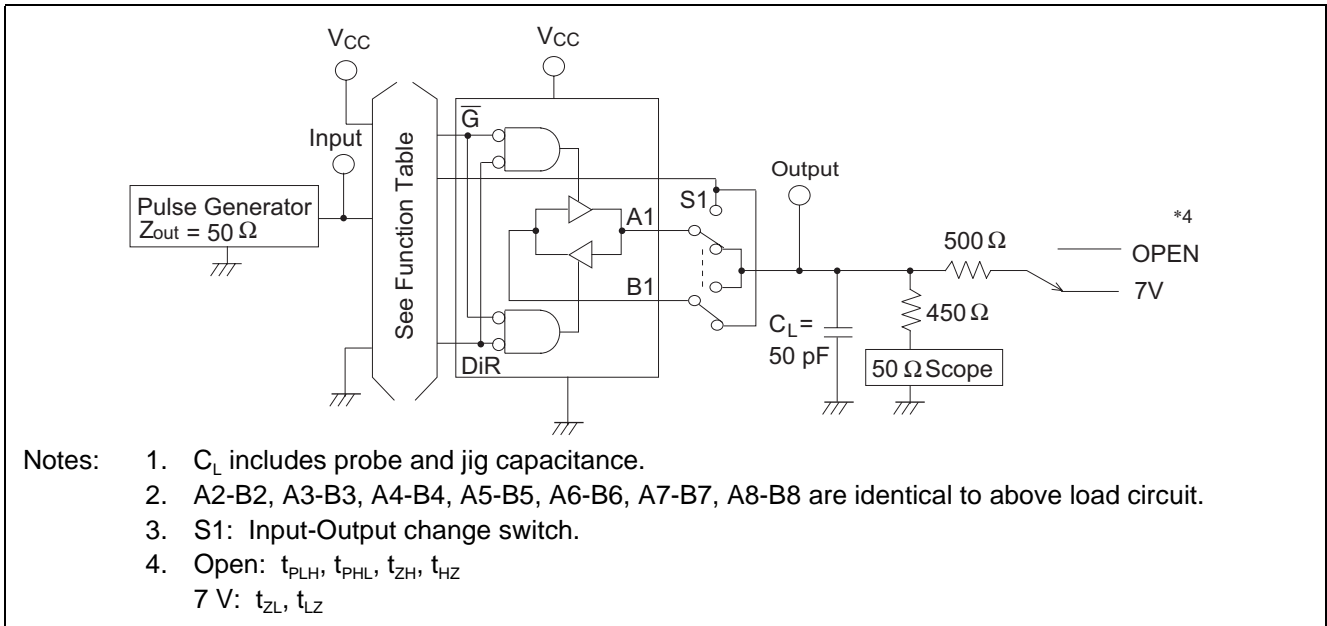 VCC
VCC
Input
Pulse Generator
Zout = 50 Ω
See Function Table
G̅
DiR
A1
B1
S1
Output
CL =
50 pF
500 Ω
450 Ω
50 Ω Scope
*4
OPEN
7V
Notes: 1. CL includes probe and jig capacitance.
2. A2-B2, A3-B3, A4-B4, A5-B5, A6-B6, A7-B7, A8-B8 are identical to above load circuit.
3. S1: Input-Output change switch.
4. Open: tPLH, tPHL, tZH, tHZ
7 V: tZL, tLZ